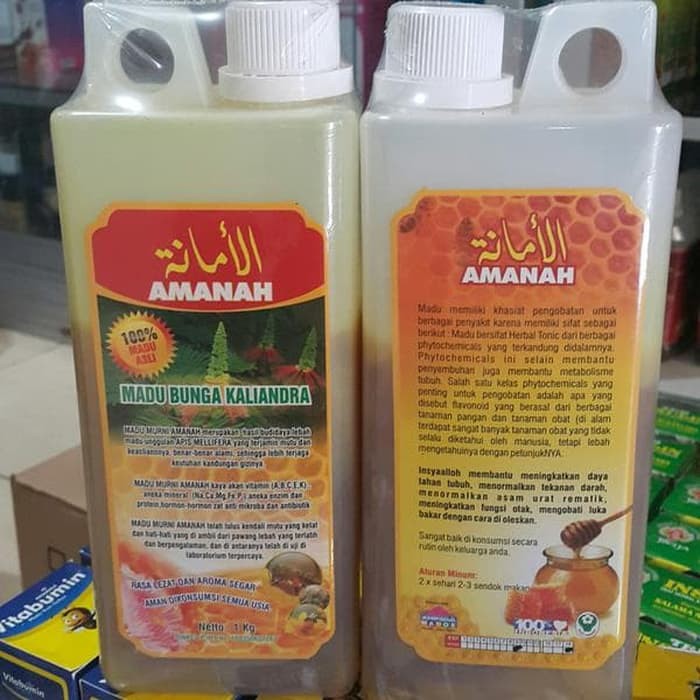 الأمانة
AMANAH
100%
MADU
ASLI
MADU BUNGA KALIANDRA
MADU MURNI AMANAH merupakan hasil budidaya lebah
madu unggulan APIS MELLIFERA yang terjamin mutu dan
keasliannya, benar-benar alami, sehingga lebih terjaga
keutuhan kandungan gizinya.
MADU MURNI AMANAH kaya akan vitamin (A,B,C,E,K),
aneka mineral (Na,Ca,Mg,Fe,P) aneka enzim dan
protein,hormon-hormon zat anti mikroba dan antibiotik
MADU MURNI AMANAH telah lulus kendali mutu yang ketat
dan hati-hati yang di ambil dari pawang lebah yang terlatih
dan berpengalaman, dan di antaranya telah di uji di
laboratorium terpercaya.
RASA LEZAT DAN AROMA SEGAR
AMAN DIKONSUMSI SEMUA USIA
Netto 1 Kg
الأمانة
AMANAH
Madu memiliki khasiat pengobatan untuk
berbagai penyakit karena memiliki sifat sebagai
berikut : Madu bersifat Herbal Tonic dari berbagai
phytochemicals yang terkandung didalamnya.
Phytochemicals ini selain membantu
penyembuhan juga membantu metabolisme
tubuh. Salah satu kelas phytochemicals yang
penting untuk pengobatan adalah apa yang
disebut flavonoid yang berasal dari berbagai
tanaman pangan dan tanaman obat (di alam
terdapat sangat banyak tanaman obat yang tidak
selalu diketahui oleh manusia, tetapi lebah
mengetahuinya dengan petunjukNYA.
Insyaalloh membantu meningkatkan daya
tahan tubuh, menormalkan tekanan darah,
menormalkan asam urat rematik,
meningkatkan fungsi otak, mengobati luka
bakar dengan cara di oleskan.
Sangat baik di konsumsi secara
rutin oleh keluarga anda.
Aturan Minum:
2 x sehari 2-3 sendok makan
100%
Vitabumin
Vitabumin
INS
SALAM